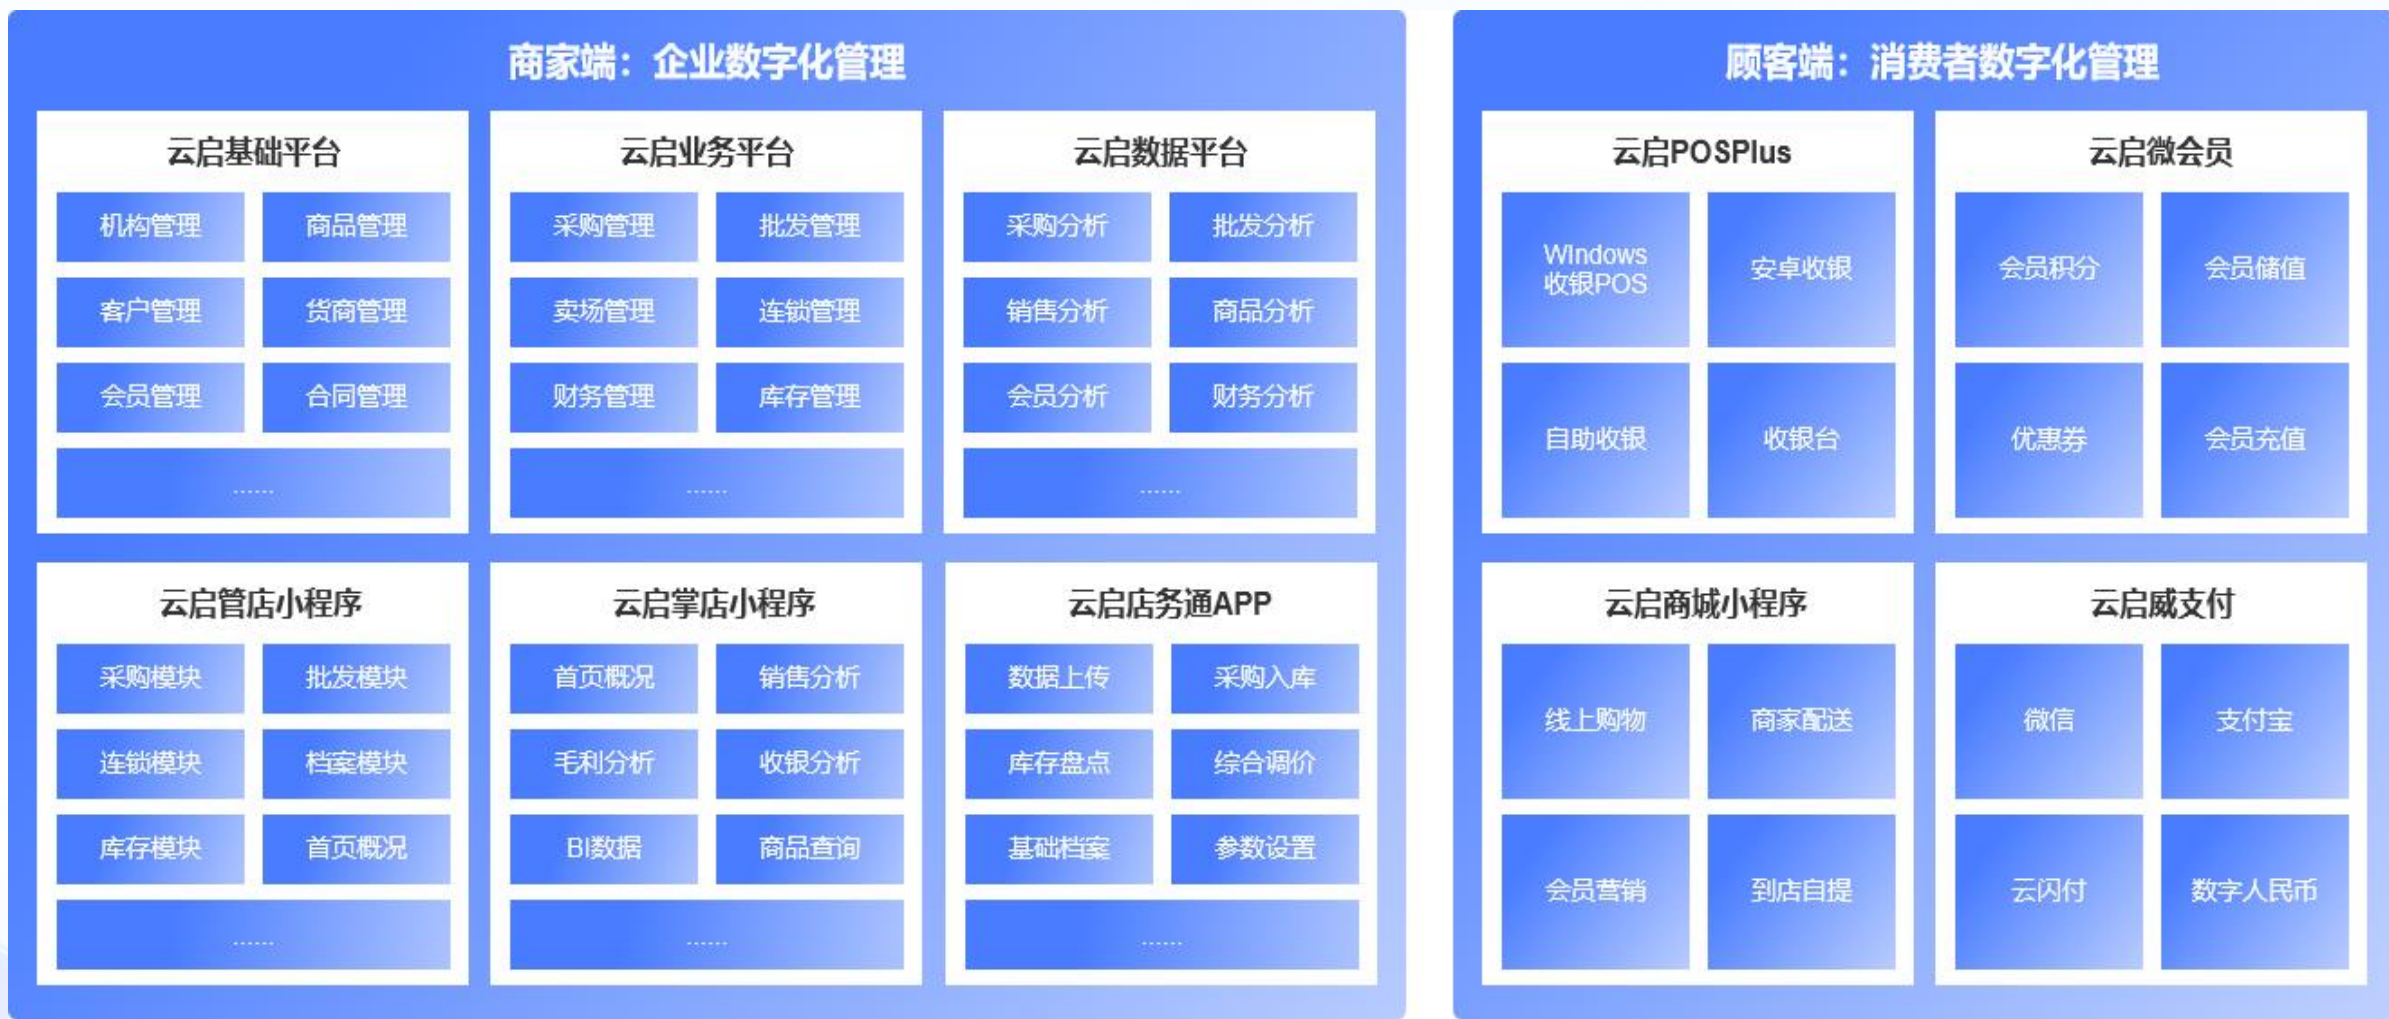 商家端：企业数字化管理
云启基础平台
机构管理
商品管理
客户管理
货商管理
会员管理
合同管理
......
云启业务平台
采购管理
批发管理
卖场管理
连锁管理
财务管理
库存管理
......
云启数据平台
采购分析
批发分析
销售分析
商品分析
会员分析
财务分析
......
云启管店小程序
采购模块
批发模块
连锁模块
档案模块
库存模块
首页概况
......
云启掌店小程序
首页概况
销售分析
毛利分析
收银分析
BI数据
商品查询
......
云启店务通APP
数据上传
采购入库
库存盘点
综合调价
基础档案
参数设置
......
顾客端：消费者数字化管理
云启POSPlus
WIndows
收银POS
安卓收银
自助收银
收银台
云启微会员
会员积分
会员储值
优惠券
会员充值
云启商城小程序
线上购物
商家配送
会员营销
到店自提
云启威支付
微信
支付宝
云闪付
数字人民币